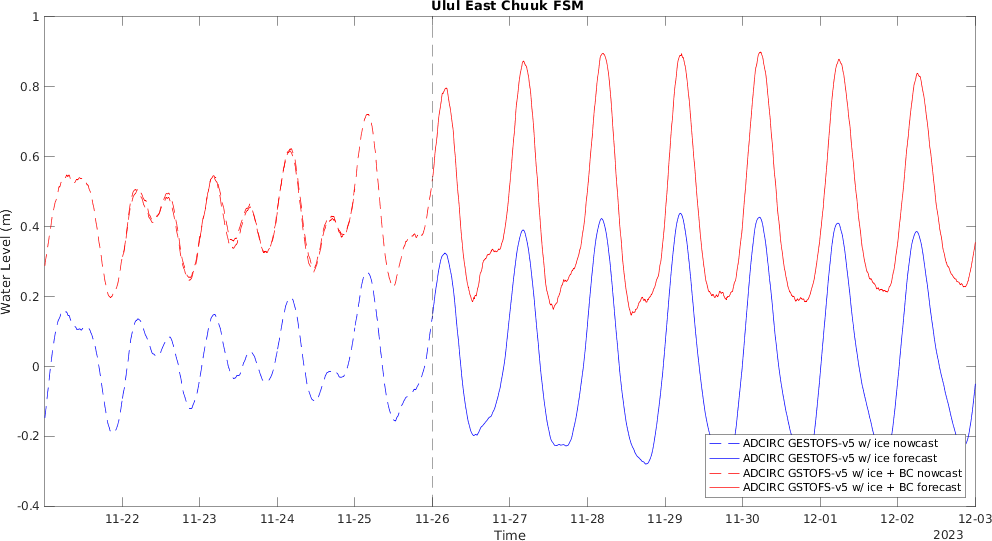 Ulul East Chuuk FSM
1
0.8
0.6
0.4
0.2
0
-0.2
-0.4
Water Level (m)
ADCIRC GESTOFS-v5 w/ ice nowcast
ADCIRC GESTOFS-v5 w/ ice forecast
ADCIRC GSTOFS-v5 w/ ice + BC nowcast
ADCIRC GSTOFS-v5 w/ ice + BC forecast
11-22 11-23 11-24 11-25 11-26 11-27 11-28 11-29 11-30 12-01 12-02 12-03
Time
2023